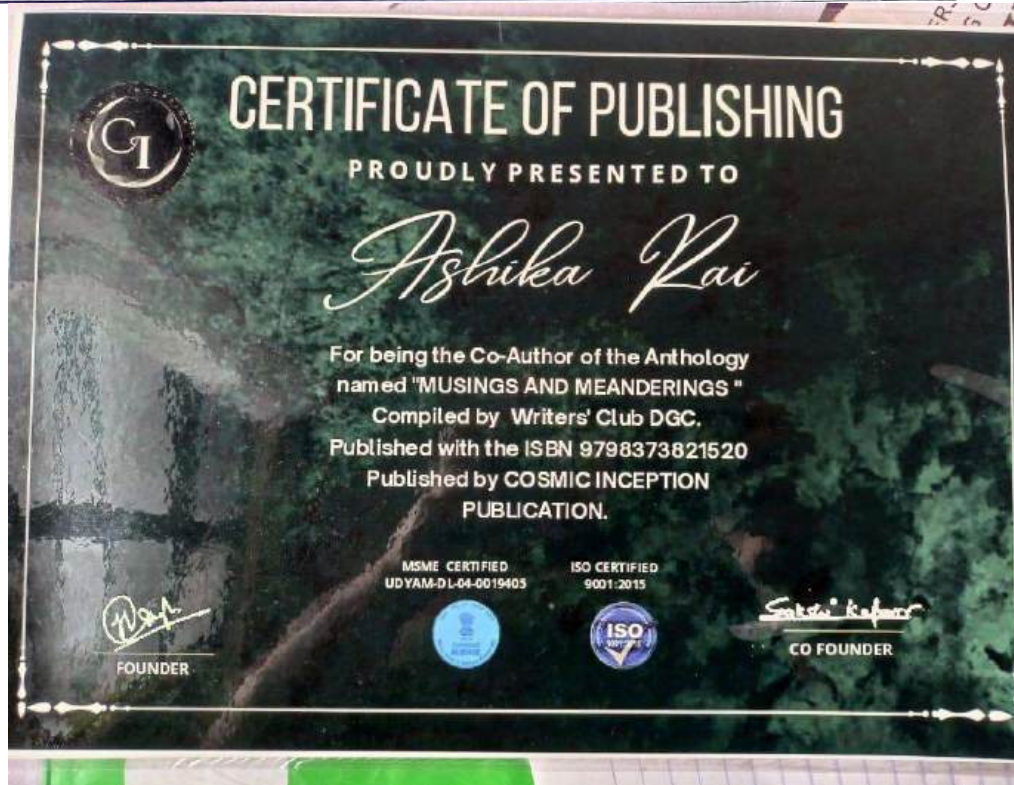 CERTIFICATE OF PUBLISHING
CI
PROUDLY PRESENTED TO
Ashika Rai
For being the Co-Author of the Anthology
named "MUSINGS AND MEANDERINGS "
Compiled by Writers' Club DGC.
Published with the ISBN 9798373821520
Published by COSMIC INCEPTION
PUBLICATION.
MSME CERTIFIED
UDYAM-DL-04-0019405
ISO CERTIFIED
9001:2015
ISO
Sakshi Kapoor
FOUNDER
CO FOUNDER